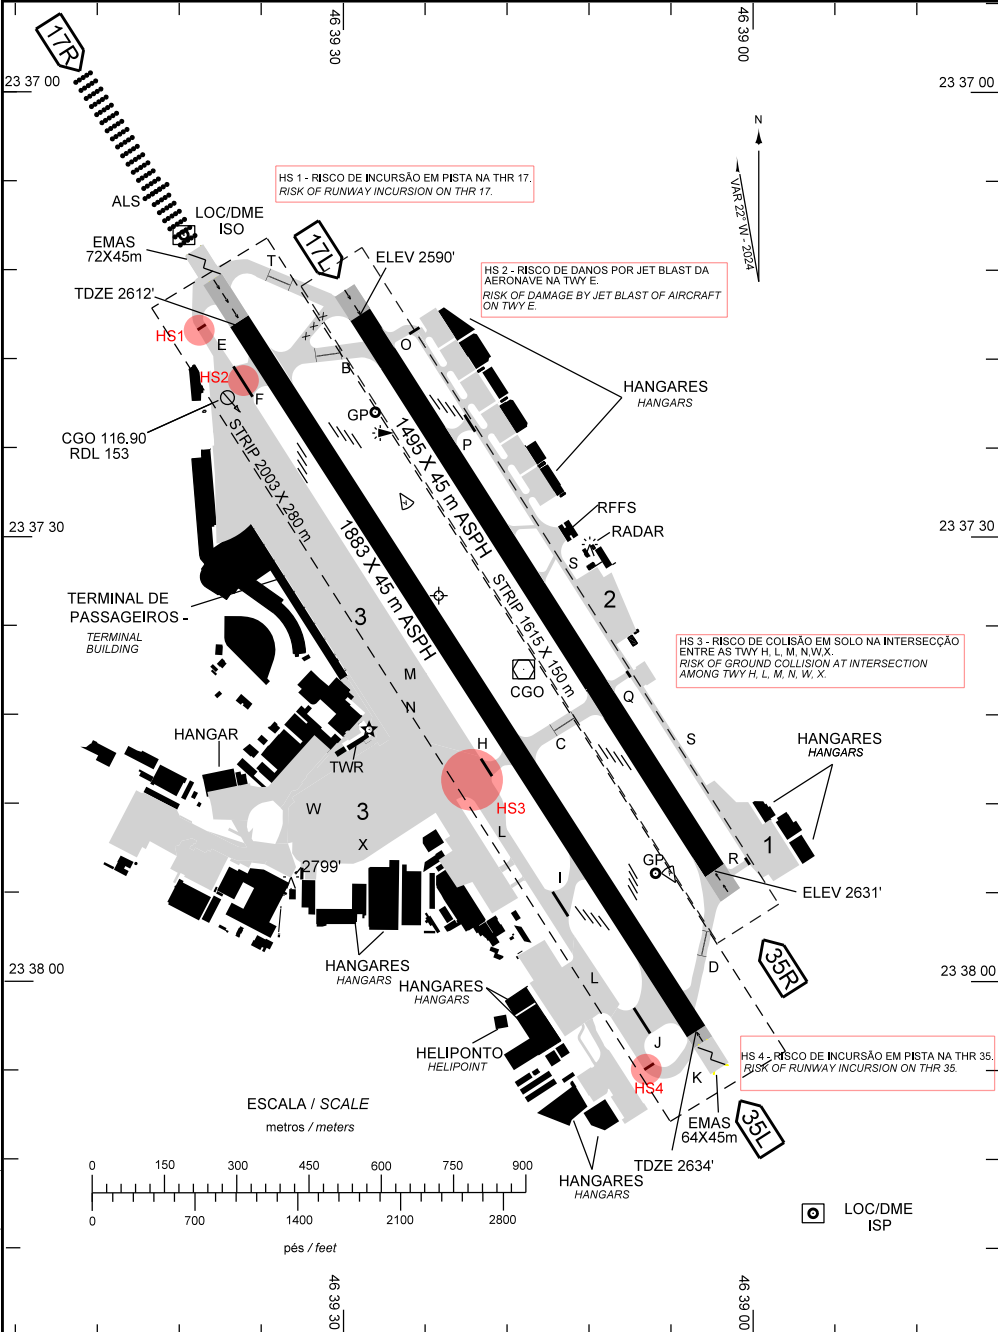 46 39 30
46 39 00
17R
23 37 00
23 37 00
N
VAR 22° W - 2024
HS 1 - RISCO DE INCURSÃO EM PISTA NA THR 17.
RISK OF RUNWAY INCURSION ON THR 17.
ALS
LOC/DME
ISO
EMAS
72X45m
T
17L
ELEV 2590'
HS 2 - RISCO DE DANOS POR JET BLAST DA
AERONAVE NA TWY E.
RISK OF DAMAGE BY JET BLAST OF AIRCRAFT
ON TWY E.
TDZE 2612'
HS1
E
X X X
B
O
HS2
F
HANGARES
HANGARS
GP
P
CGO 116.90
RDL 153
STRIP 2003 X 280 m
1495 X 45 m ASPH
RFFS
RADAR
23 37 30
23 37 30
1883 X 45 m ASPH
S
STRIP 1615 X 150 m
2
TERMINAL DE
PASSAGEIROS -
TERMINAL
BUILDING
3
HS 3 - RISCO DE COLISÃO EM SOLO NA INTERSECÇÃO
ENTRE AS TWY H, L, M, N,W,X.
RISK OF GROUND COLLISION AT INTERSECTION
AMONG TWY H, L, M, N, W, X.
M
CGO
Q
N
HANGAR
H
C
S
HANGARES
HANGARS
TWR
W
3
HS3
L
X
1
2799'
GP
R
I
ELEV 2631'
HANGARES
HANGARS
D
35R
23 38 00
23 38 00
HANGARES
HANGARS
L
HELIPONTO
HELIPOINT
J
HS4
K
HS 4 - RISCO DE INCURSÃO EM PISTA NA THR 35.
RISK OF RUNWAY INCURSION ON THR 35.
EMAS
64X45m
35L
TDZE 2634'
HANGARES
HANGARS
ESCALA / SCALE
metros / meters
0 150 300 450 600 750 900
0 700 1400 2100 2800
pés / feet
LOC/DME
ISP
46 39 30
46 39 00